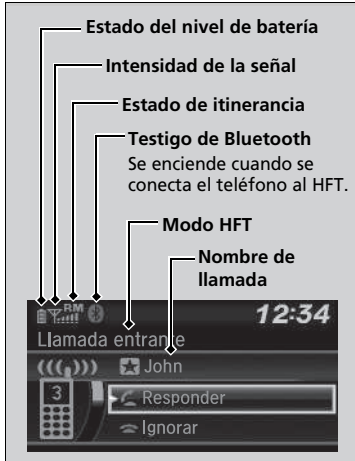 Estado del nivel de batería
Intensidad de la señal
Estado de itinerancia
Testigo de Bluetooth
Se enciende cuando se
conecta el teléfono al HFT.
Modo HFT
Nombre de
llamada
RM
12:34
Llamada entrante
John
3
Responder
Ignorar